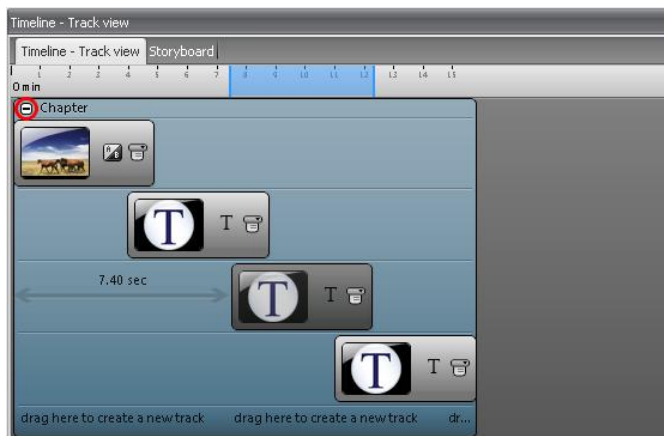 Timeline - Track view
Timeline - Track view Storyboard
1 2 3 4 5 6 7 8 9 10 11 12 13 14 15
0 min
Chapter
T T
7.40 sec
T T
T T
drag here to create a new track drag here to create a new track dr...